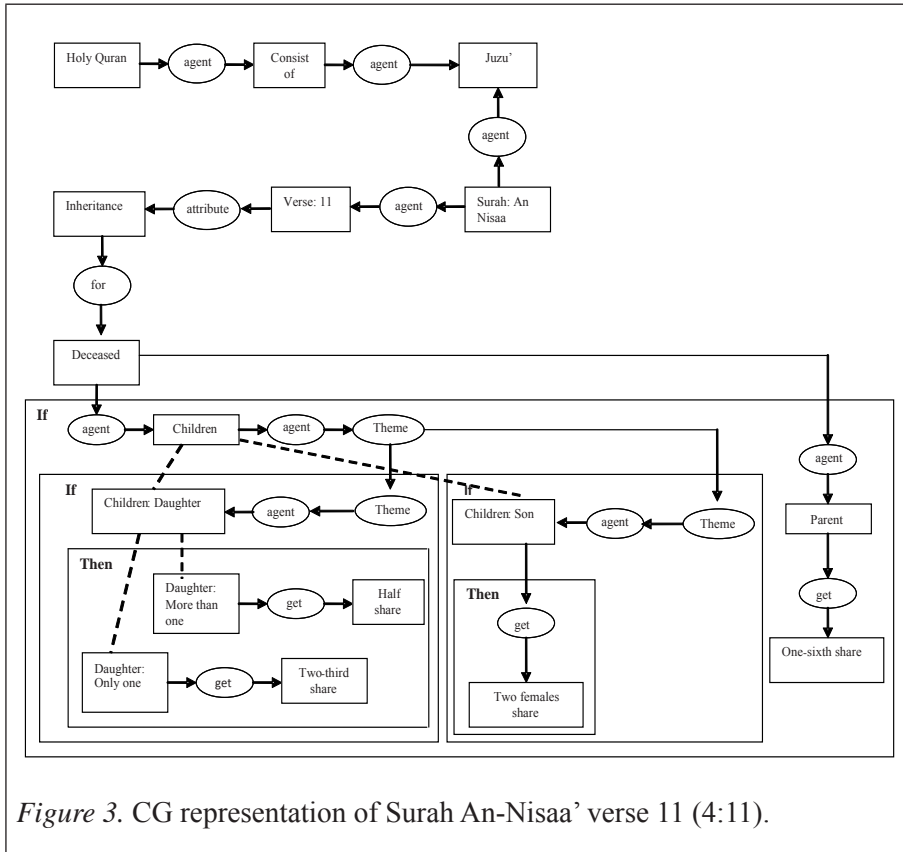 Holy Quran
agent
Consist
of
agent
Juzu’
agent
Inheritance
attribute
Verse: 11
agent
Surah: An
Nisaa
for
Deceased
If
agent
Children
agent
Theme
agent
If
Children: Daughter
agent
Theme
If
Children: Son
agent
Theme
Parent
Then
Daughter:
More than
one
get
Half
share
Then
get
get
Daughter:
Only one
get
Two-third
share
Two females
share
One-sixth share
Figure 3. CG representation of Surah An-Nisaa’ verse 11 (4:11).